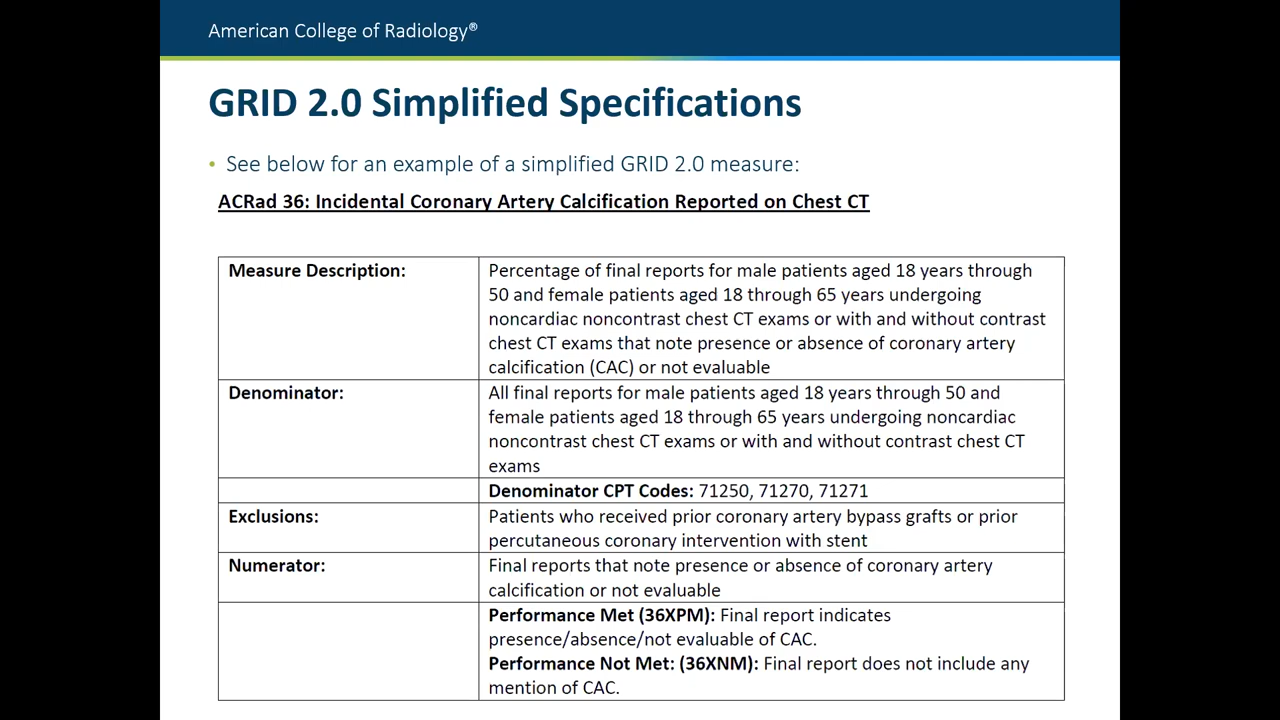 American College of Radiology®
GRID 2.0 Simplified Specifications
• See below for an example of a simplified GRID 2.0 measure:
ACRad 36: Incidental Coronary Artery Calcification Reported on Chest CT
Measure Description:
Percentage of final reports for male patients aged 18 years through
50 and female patients aged 18 through 65 years undergoing
noncardiac noncontrast chest CT exams or with and without contrast
chest CT exams that note presence or absence of coronary artery
calcification (CAC) or not evaluable
Denominator:
All final reports for male patients aged 18 years through 50 and
female patients aged 18 through 65 years undergoing noncardiac
noncontrast chest CT exams or with and without contrast chest CT
exams
Denominator CPT Codes: 71250, 71270, 71271
Exclusions:
Patients who received prior coronary artery bypass grafts or prior
percutaneous coronary intervention with stent
Numerator:
Final reports that note presence or absence of coronary artery
calcification or not evaluable
Performance Met (36XPM): Final report indicates
presence/absence/not evaluable of CAC.
Performance Not Met: (36XNM): Final report does not include any
mention of CAC.